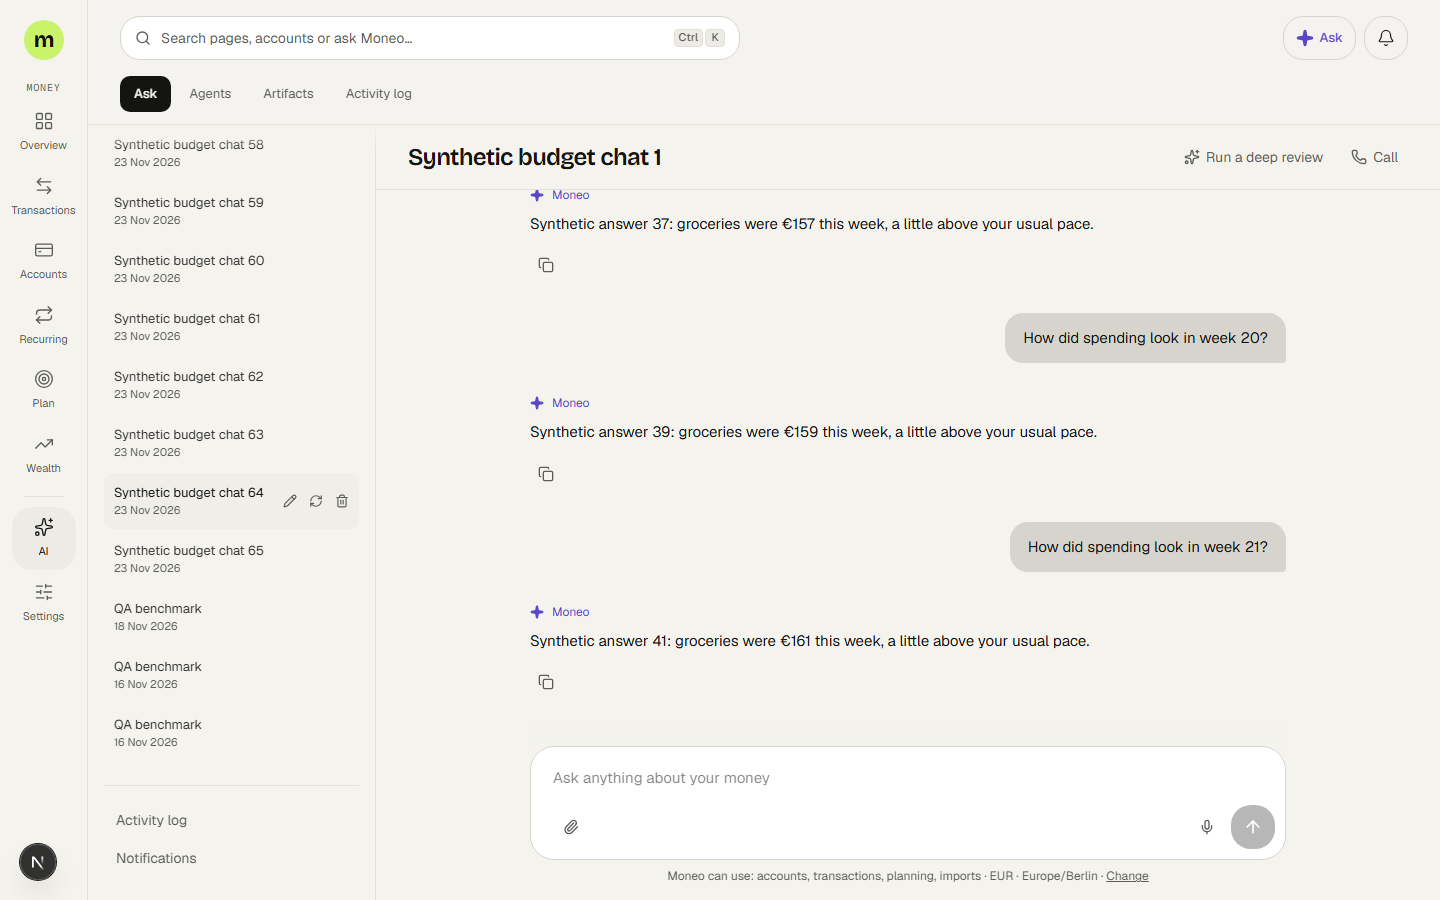 m
Search pages, accounts or ask Moneo...
Ctrl K
Ask
MONEY
Overview
Transactions
Accounts
Recurring
Plan
Wealth
AI
Settings
N
Ask
Agents
Artifacts
Activity log
Synthetic budget chat 58
23 Nov 2026
Synthetic budget chat 59
23 Nov 2026
Synthetic budget chat 60
23 Nov 2026
Synthetic budget chat 61
23 Nov 2026
Synthetic budget chat 62
23 Nov 2026
Synthetic budget chat 63
23 Nov 2026
Synthetic budget chat 64
23 Nov 2026
Synthetic budget chat 65
23 Nov 2026
QA benchmark
18 Nov 2026
QA benchmark
16 Nov 2026
QA benchmark
16 Nov 2026
Activity log
Notifications
Synthetic budget chat 1
Run a deep review
Call
Moneo
Synthetic answer 37: groceries were €157 this week, a little above your usual pace.
How did spending look in week 20?
Moneo
Synthetic answer 39: groceries were €159 this week, a little above your usual pace.
How did spending look in week 21?
Moneo
Synthetic answer 41: groceries were €161 this week, a little above your usual pace.
Ask anything about your money
Moneo can use: accounts, transactions, planning, imports · EUR · Europe/Berlin · Change